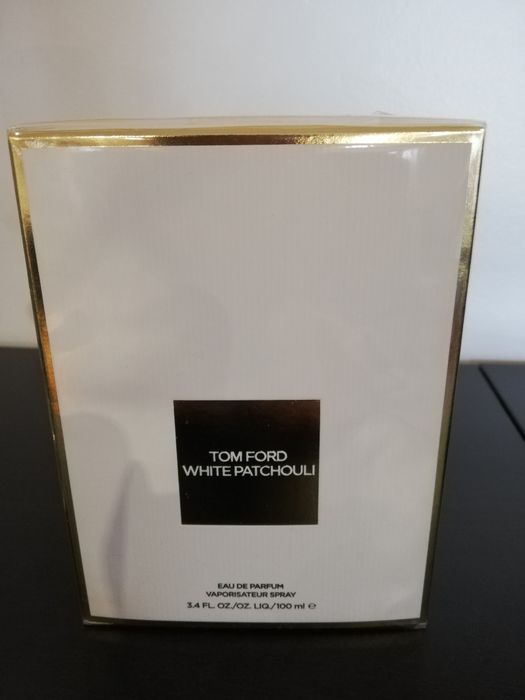 TOM FORD
WHITE PATCHOULI
EAU DE PARFUM
VAPORISATEUR SPRAY
3.4 FL. OZ./OZ. LIQ./100 ml ℮